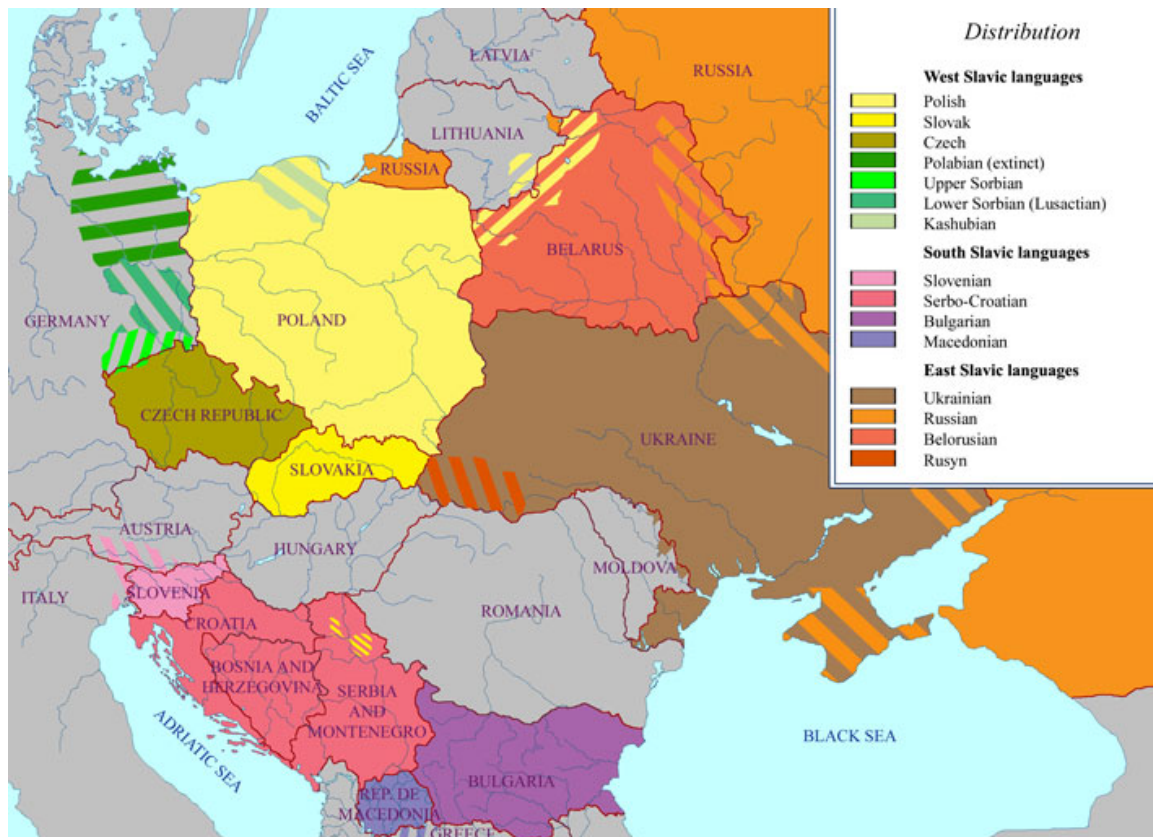 Distribution
West Slavic languages
Polish
Slovak
Czech
Polabian (extinct)
Upper Sorbian
Lower Sorbian (Lusactian)
Kashubian
South Slavic languages
Slovenian
Serbo-Croatian
Bulgarian
Macedonian
East Slavic languages
Ukrainian
Russian
Belorusian
Rusyn
LATVIA
RUSSIA
BALTIC SEA
LITHUANIA
RUSSIA
BELARUS
GERMANY
POLAND
CZECH REPUBLIC
UKRAINE
SLOVAKIA
AUSTRIA
HUNGARY
MOLDOVA
ITALY
SLOVENIA
ROMANIA
CROATIA
BOSNIA AND
HERZEGOVINA
SERBIA
AND
MONTENEGRO
ADRIATIC SEA
BLACK SEA
BULGARIA
REP. DE
MACEDONIA
GREECE